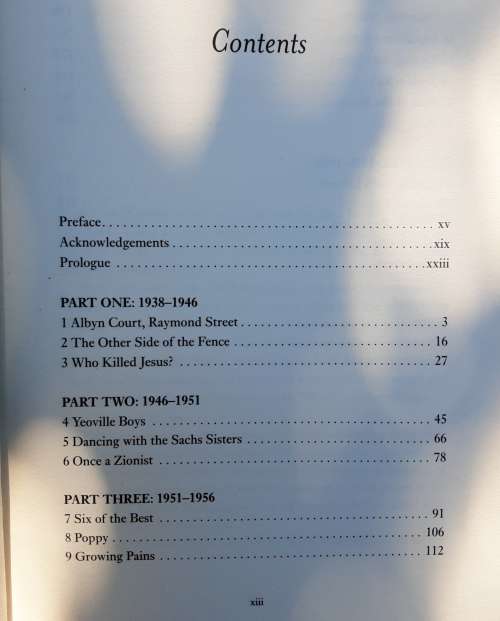 Contents
Preface. . . . . . . . . . . . . . . . . . . . . . . . . . . . . . . . . . . . . . . . . . . . . . . xv
Acknowledgements . . . . . . . . . . . . . . . . . . . . . . . . . . . . . . . . . . . . . xix
Prologue . . . . . . . . . . . . . . . . . . . . . . . . . . . . . . . . . . . . . . . . . . . . xxiii
PART ONE: 1938–1946
1 Albyn Court, Raymond Street . . . . . . . . . . . . . . . . . . . . . . . . . . . . 3
2 The Other Side of the Fence . . . . . . . . . . . . . . . . . . . . . . . . . . . . 16
3 Who Killed Jesus? . . . . . . . . . . . . . . . . . . . . . . . . . . . . . . . . . . . . 27
PART TWO: 1946–1951
4 Yeoville Boys . . . . . . . . . . . . . . . . . . . . . . . . . . . . . . . . . . . . . . . 45
5 Dancing with the Sachs Sisters . . . . . . . . . . . . . . . . . . . . . . . . . . 66
6 Once a Zionist . . . . . . . . . . . . . . . . . . . . . . . . . . . . . . . . . . . . . . 78
PART THREE: 1951–1956
7 Six of the Best . . . . . . . . . . . . . . . . . . . . . . . . . . . . . . . . . . . . . . 91
8 Poppy . . . . . . . . . . . . . . . . . . . . . . . . . . . . . . . . . . . . . . . . . . . . 106
9 Growing Pains . . . . . . . . . . . . . . . . . . . . . . . . . . . . . . . . . . . . . 112
xiii